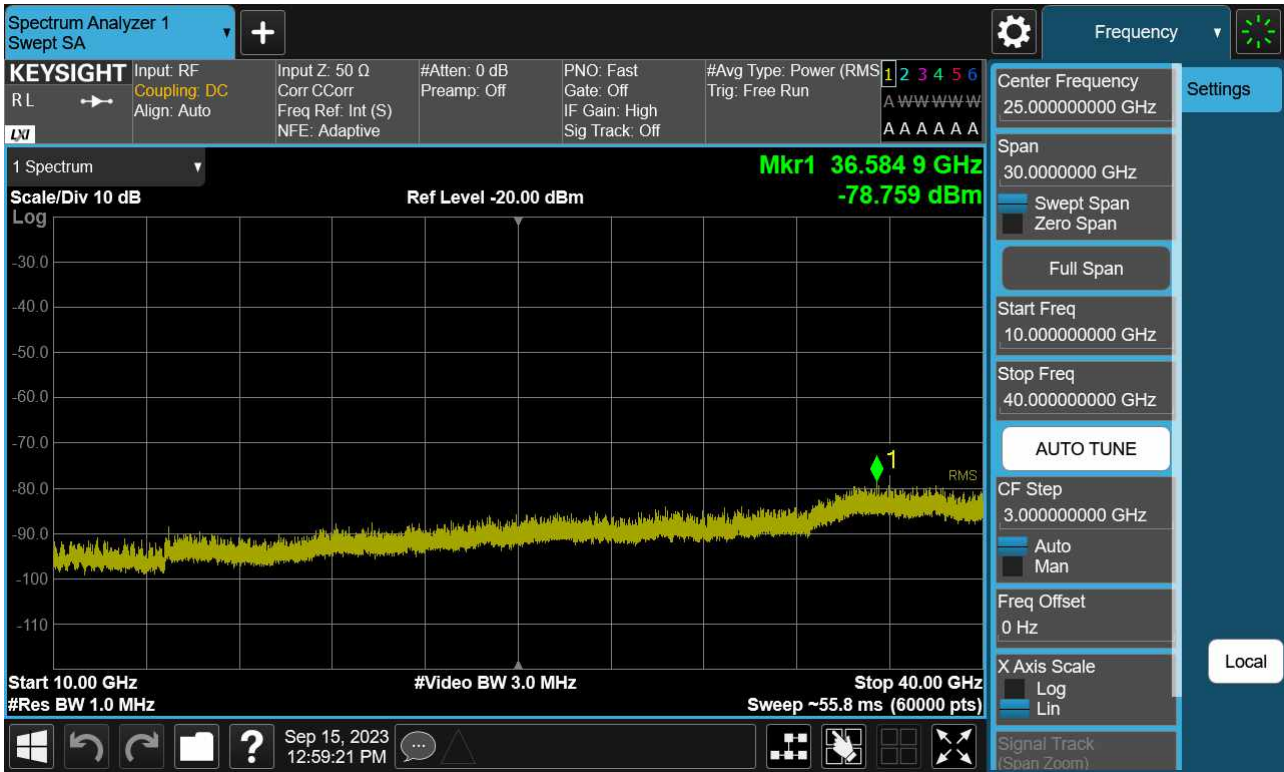 Spectrum Analyzer 1
Swept SA
+
Frequency
KEYSIGHT
R L
LXI
Input: RF
Coupling: DC
Align: Auto
Input Z: 50 Ω
Corr CCorr
Freq Ref: Int (S)
NFE: Adaptive
#Atten: 0 dB
Preamp: Off
PNO: Fast
Gate: Off
IF Gain: High
Sig Track: Off
#Avg Type: Power (RMS
Trig: Free Run
1 2 3 4 5 6
A W W W W W
A A A A A A
1 Spectrum
Scale/Div 10 dB
Log
Ref Level -20.00 dBm
Mkr1 36.584 9 GHz
-78.759 dBm
-30.0
-40.0
-50.0
-60.0
-70.0
-80.0
-90.0
-100
-110
1
RMS
Start 10.00 GHz
#Res BW 1.0 MHz
#Video BW 3.0 MHz
Stop 40.00 GHz
Sweep ~55.8 ms (60000 pts)
?
Sep 15, 2023
12:59:21 PM
Center Frequency
25.000000000 GHz
Span
30.0000000 GHz
Swept Span
Zero Span
Full Span
Start Freq
10.000000000 GHz
Stop Freq
40.000000000 GHz
AUTO TUNE
CF Step
3.000000000 GHz
Auto
Man
Freq Offset
0 Hz
X Axis Scale
Log
Lin
Signal Track
(Span Zoom)
Settings
Local